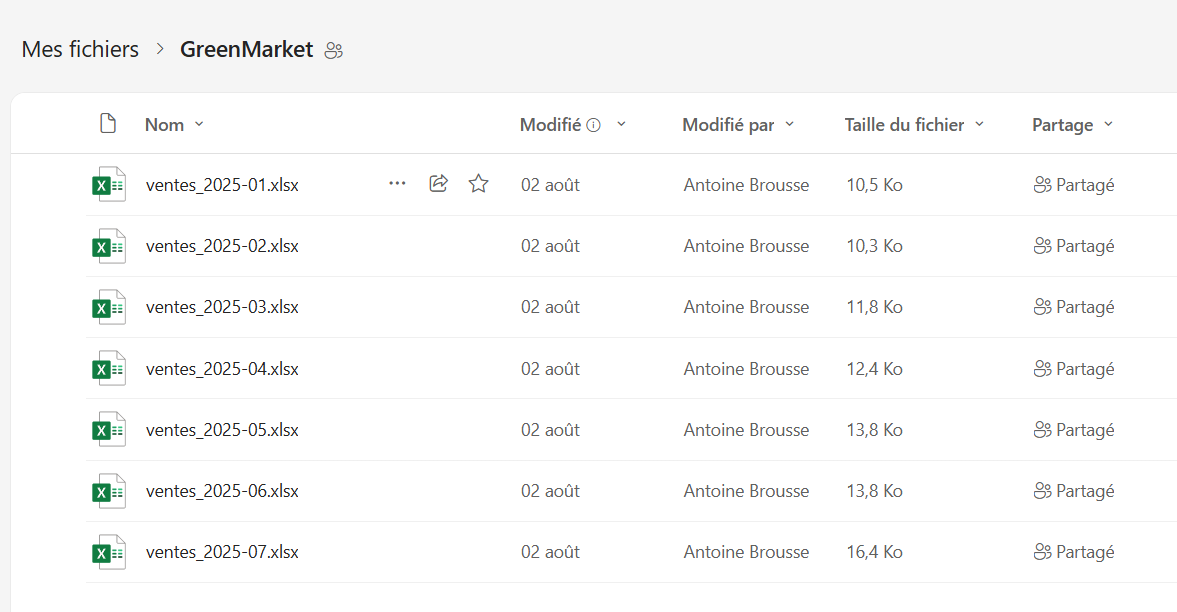 Mes fichiers > GreenMarket
Nom Modifié Modifié par Taille du fichier Partage
ventes_2025-01.xlsx 02 août Antoine Brousse 10,5 Ko Partagé
ventes_2025-02.xlsx 02 août Antoine Brousse 10,3 Ko Partagé
ventes_2025-03.xlsx 02 août Antoine Brousse 11,8 Ko Partagé
ventes_2025-04.xlsx 02 août Antoine Brousse 12,4 Ko Partagé
ventes_2025-05.xlsx 02 août Antoine Brousse 13,8 Ko Partagé
ventes_2025-06.xlsx 02 août Antoine Brousse 13,8 Ko Partagé
ventes_2025-07.xlsx 02 août Antoine Brousse 16,4 Ko Partagé